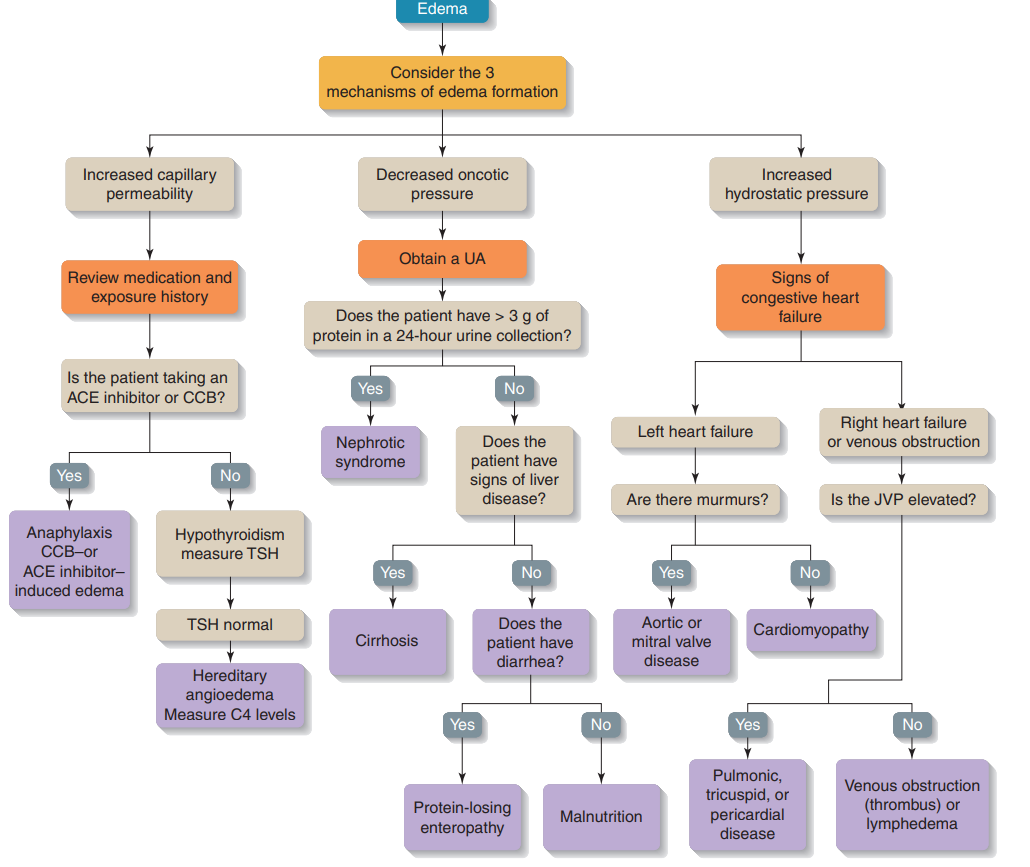 Edema
Consider the 3
mechanisms of edema formation
Increased capillary
permeability
Decreased oncotic
pressure
Increased
hydrostatic pressure
Review medication and
exposure history
Obtain a UA
Signs of
congestive heart
failure
Does the patient have > 3 g of
protein in a 24-hour urine collection?
Is the patient taking an
ACE inhibitor or CCB?
Yes
No
Nephrotic
syndrome
Does the
patient have
signs of liver
disease?
Left heart failure
Right heart failure
or venous obstruction
Yes
No
Are there murmurs?
Is the JVP elevated?
Anaphylaxis
CCB–or
ACE inhibitor–
induced edema
Hypothyroidism
measure TSH
Yes
No
Yes
No
TSH normal
Cirrhosis
Does the
patient have
diarrhea?
Aortic or
mitral valve
disease
Cardiomyopathy
Hereditary
angioedema
Measure C4 levels
Yes
No
Yes
No
Protein-losing
enteropathy
Malnutrition
Pulmonic,
tricuspid, or
pericardial
disease
Venous obstruction
(thrombus) or
lymphedema